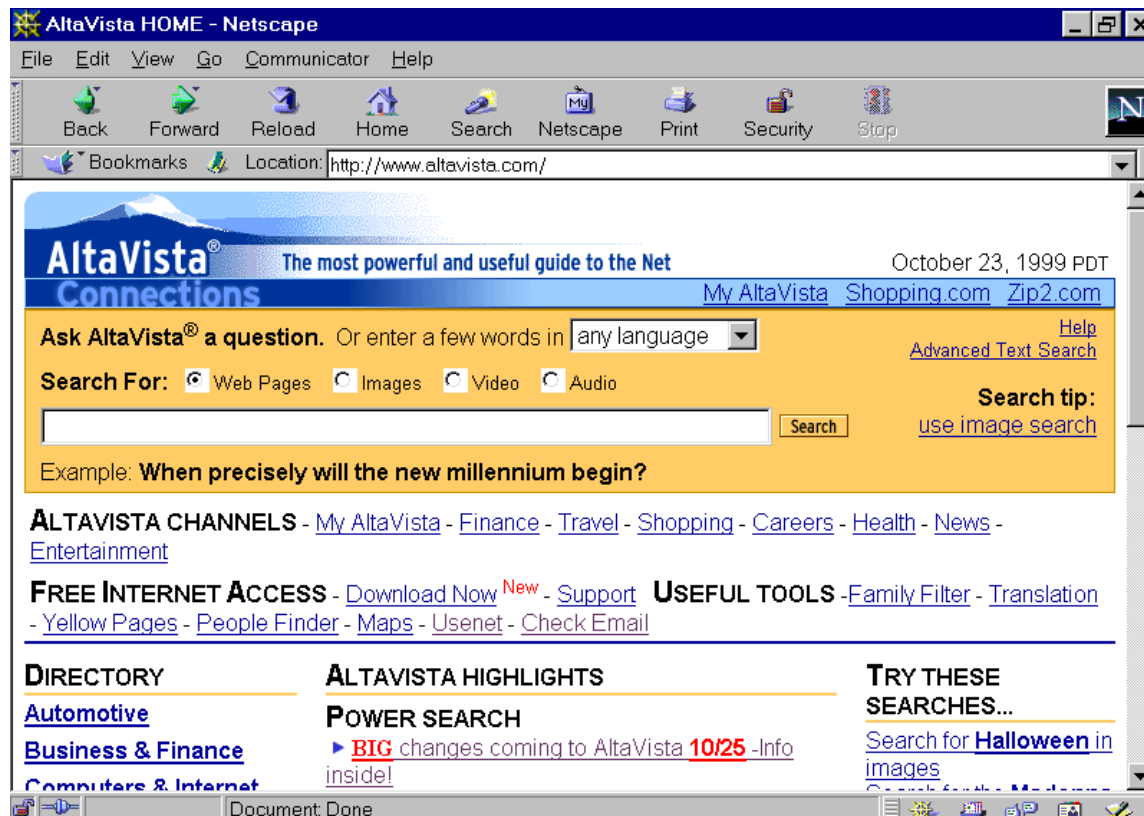 AltaVista HOME - Netscape
File Edit View Go Communicator Help
Back Forward Reload Home Search Netscape Print Security Stop
Bookmarks Location: http://www.altavista.com/
AltaVista® The most powerful and useful guide to the Net October 23, 1999 PDT
Connections My AltaVista Shopping.com Zip2.com
Ask AltaVista® a question. Or enter a few words in any language Help
Advanced Text Search
Search For: Web Pages Images Video Audio
Search tip:
Search use image search
Example: When precisely will the new millennium begin?
ALTAVISTA CHANNELS - My AltaVista - Finance - Travel - Shopping - Careers - Health - News -
Entertainment
FREE INTERNET ACCESS - Download Now New - Support USEFUL TOOLS -Family Filter - Translation
- Yellow Pages - People Finder - Maps - Usenet - Check Email
DIRECTORY
Automotive
Business & Finance
Computers & Internet
ALTAVISTA HIGHLIGHTS
POWER SEARCH
BIG changes coming to AltaVista 10/25 -Info
inside!
TRY THESE
SEARCHES...
Search for Halloween in
images
Search for the Madonna
Document: Done